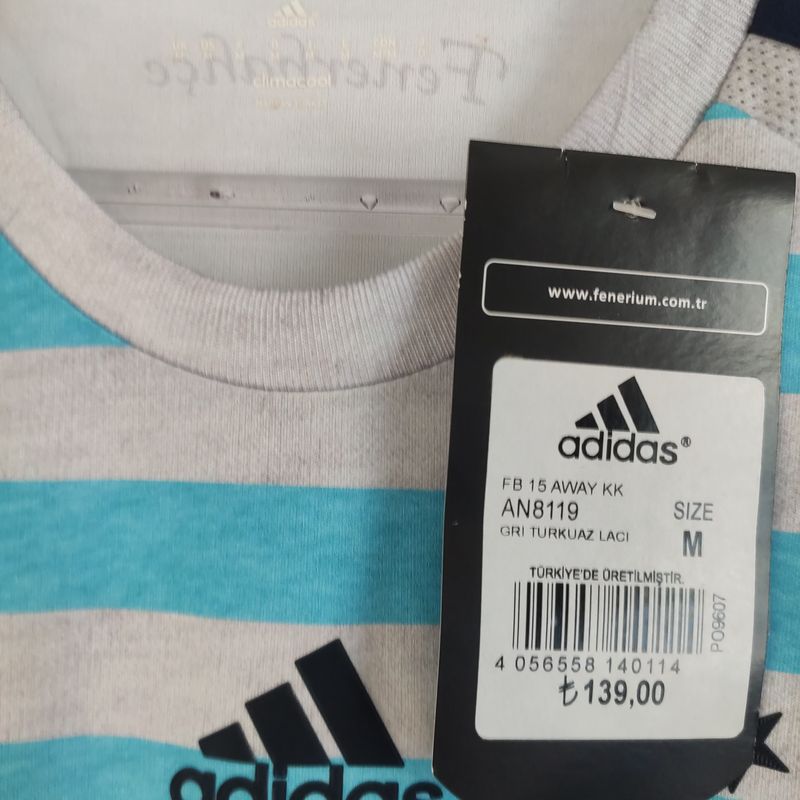 adidas
climacool
Fenerbahçe
www.fenerium.com.tr
adidas®
FB 15 AWAY KK
AN8119
SIZE
GRI TURKUAZ LACI
M
TÜRKİYE'DE ÜRETİLMİŞTİR.
PO9607
4 056558 140114
₺139,00
adidas